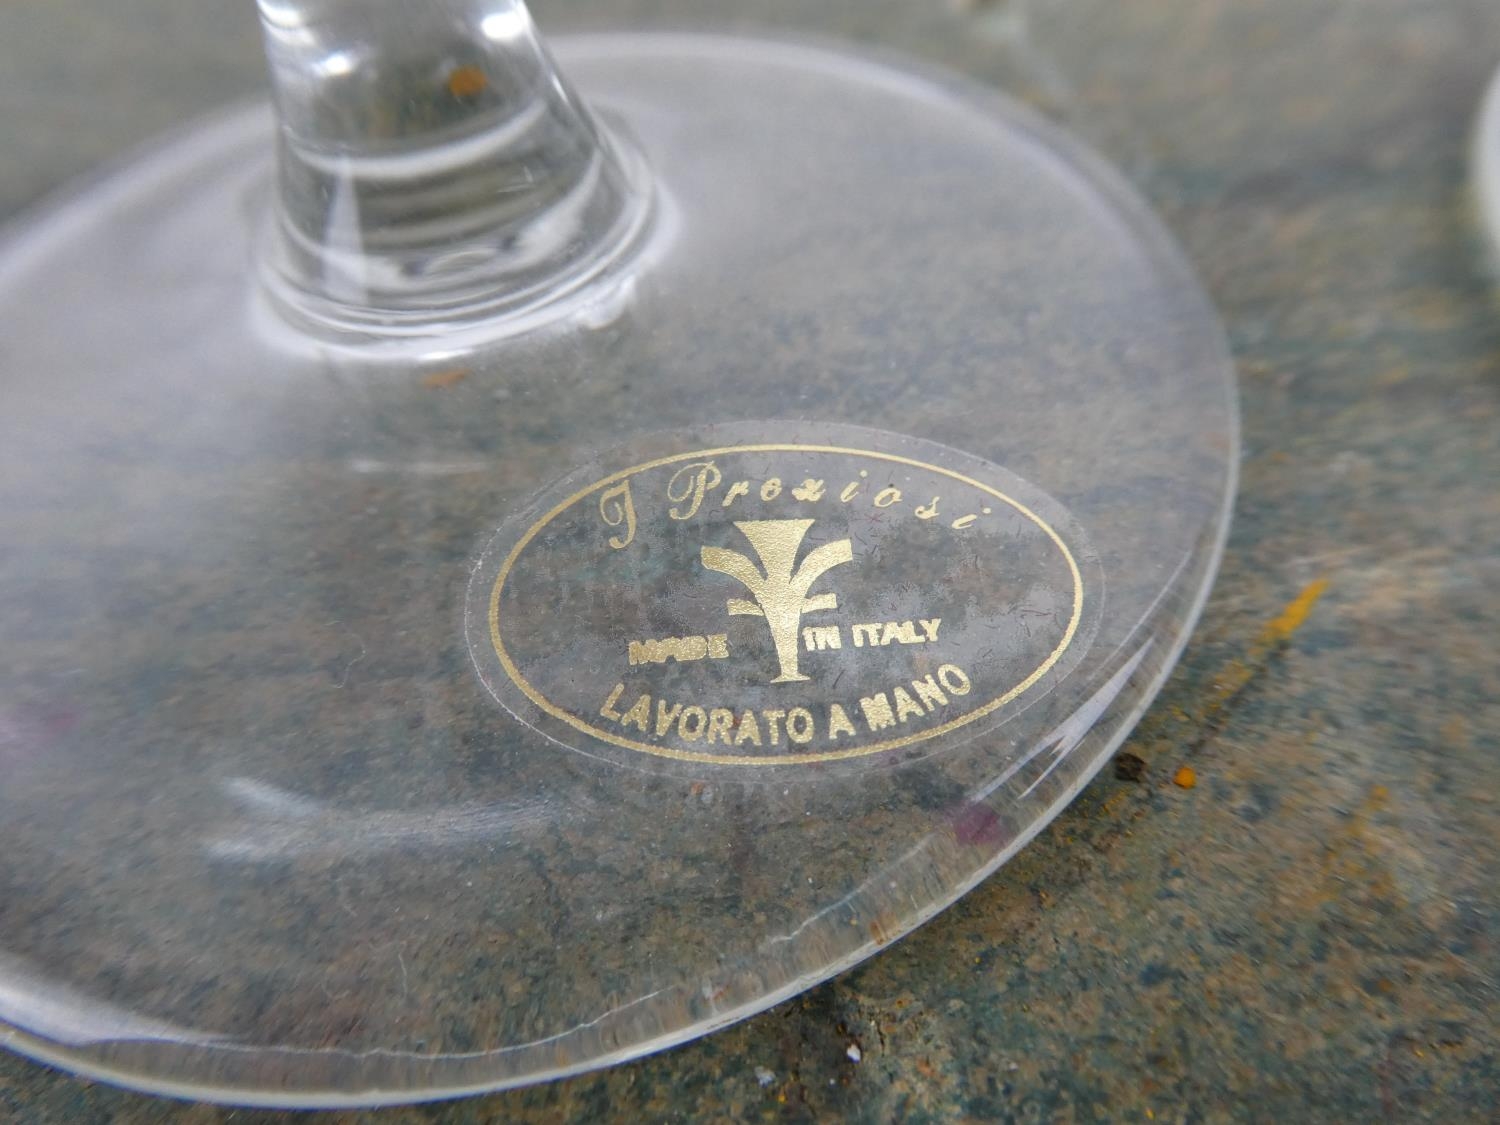 I Preziosi
MADE IN ITALY
LAVORATO A MANO